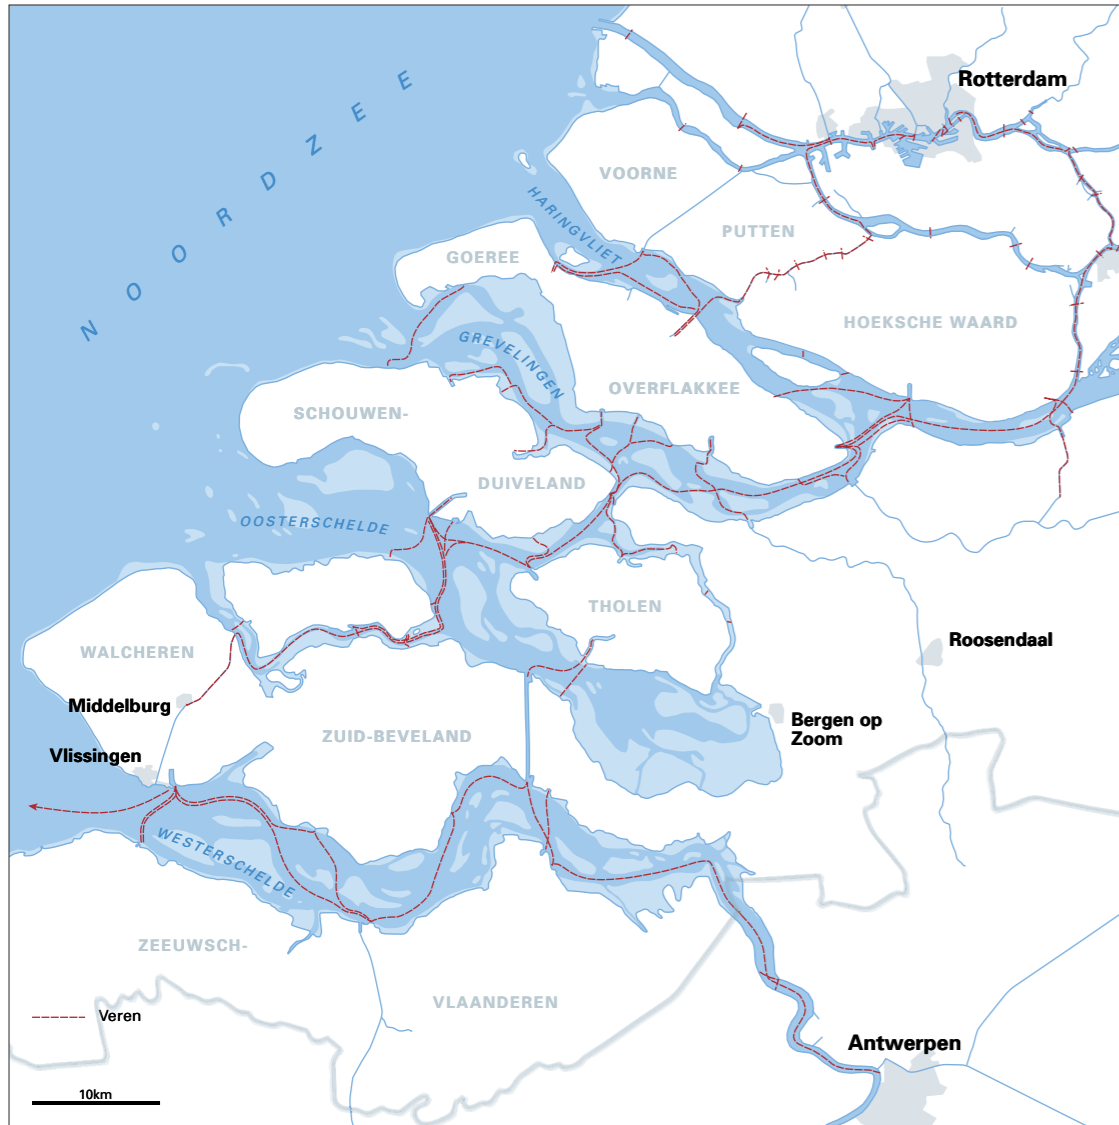 Rotterdam
NOORDZEE
VOORNE
HARINGVLIET
PUTTEN
GOEREE
HOEKSCHE WAARD
GREVELINGEN
OVERFLAKKEE
SCHOUWEN-
DUIVELAND
OOSTERSCHELDE
THOLEN
Roosendaal
WALCHEREN
Middelburg
Bergen op
Zoom
ZUID-BEVELAND
Vlissingen
WESTERSCHELDE
ZEEUWSCH-
VLAANDEREN
Veren
Antwerpen
10km